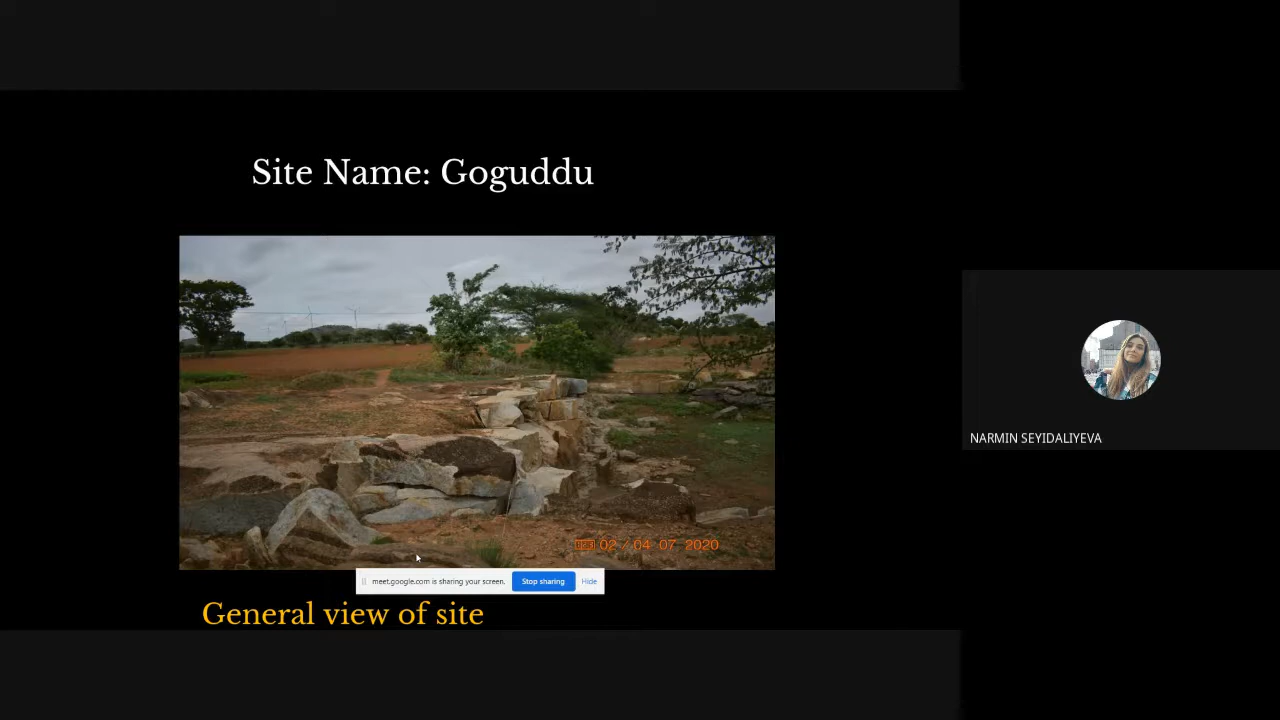 Site Name: Goguddu
02 / 04 07 2020
meet.google.com is sharing your screen. Stop sharing Hide
General view of site
NARMIN SEYIDALIYEVA